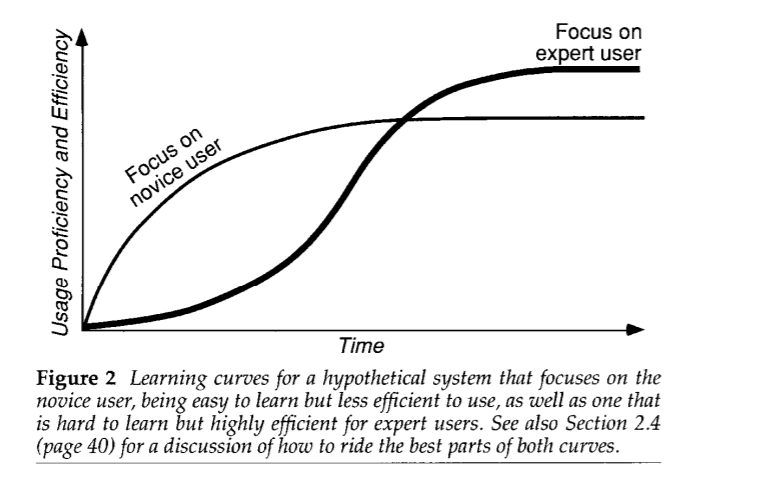 Focus on
expert user
Focus on
novice user
Usage Proficiency and Efficiency
Time
Figure 2 Learning curves for a hypothetical system that focuses on the
novice user, being easy to learn but less efficient to use, as well as one that
is hard to learn but highly efficient for expert users. See also Section 2.4
(page 40) for a discussion of how to ride the best parts of both curves.